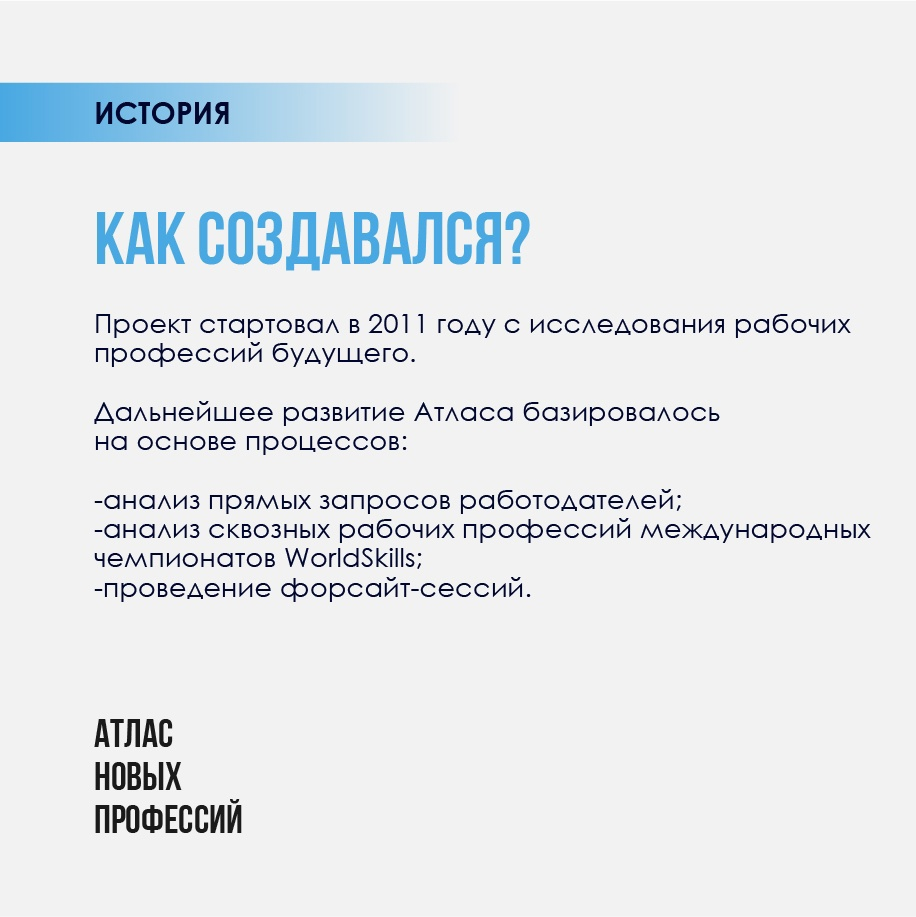 ИСТОРИЯ
КАК СОЗДАВАЛСЯ?
Проект стартовал в 2011 году с исследования рабочих
профессий будущего.
Дальнейшее развитие Атласа базировалось
на основе процессов:
-анализ прямых запросов работодателей;
-анализ сквозных рабочих профессий международных
чемпионатов WorldSkills;
-проведение форсайт-сессий.
АТЛАС
НОВЫХ
ПРОФЕССИЙ